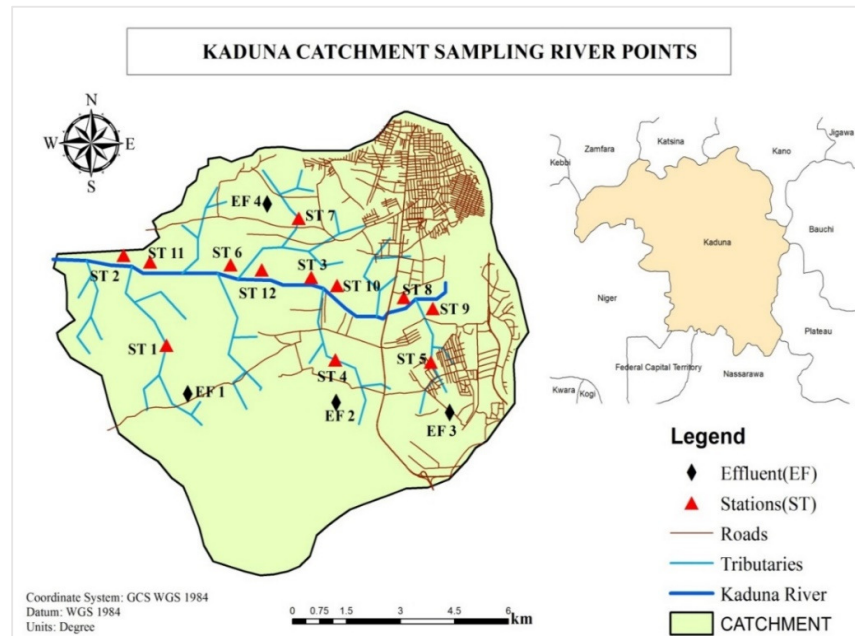 KADUNA CATCHMENT SAMPLING RIVER POINTS
N
W E
S
EF 4
ST 7
ST 11
ST 6
ST 3
ST 2
ST 12
ST 10
ST 8
ST 9
ST 1
ST 4
ST 5
EF 1
EF 2
EF 3
Katsina
Jigawa
Zamfara
Kano
Kebbi
Kaduna
Bauchi
Niger
Plateau
Federal Capital
Territory
Nassarawa
Kwara
Kogi
Legend
Effluent(EF)
Stations(ST)
Roads
Tributaries
Kaduna River
CATCHMENT
Coordinate System: GCS WGS 1984
Datum: WGS 1984
Units: Degree
0 0.75 1.5 3 4.5 6
km